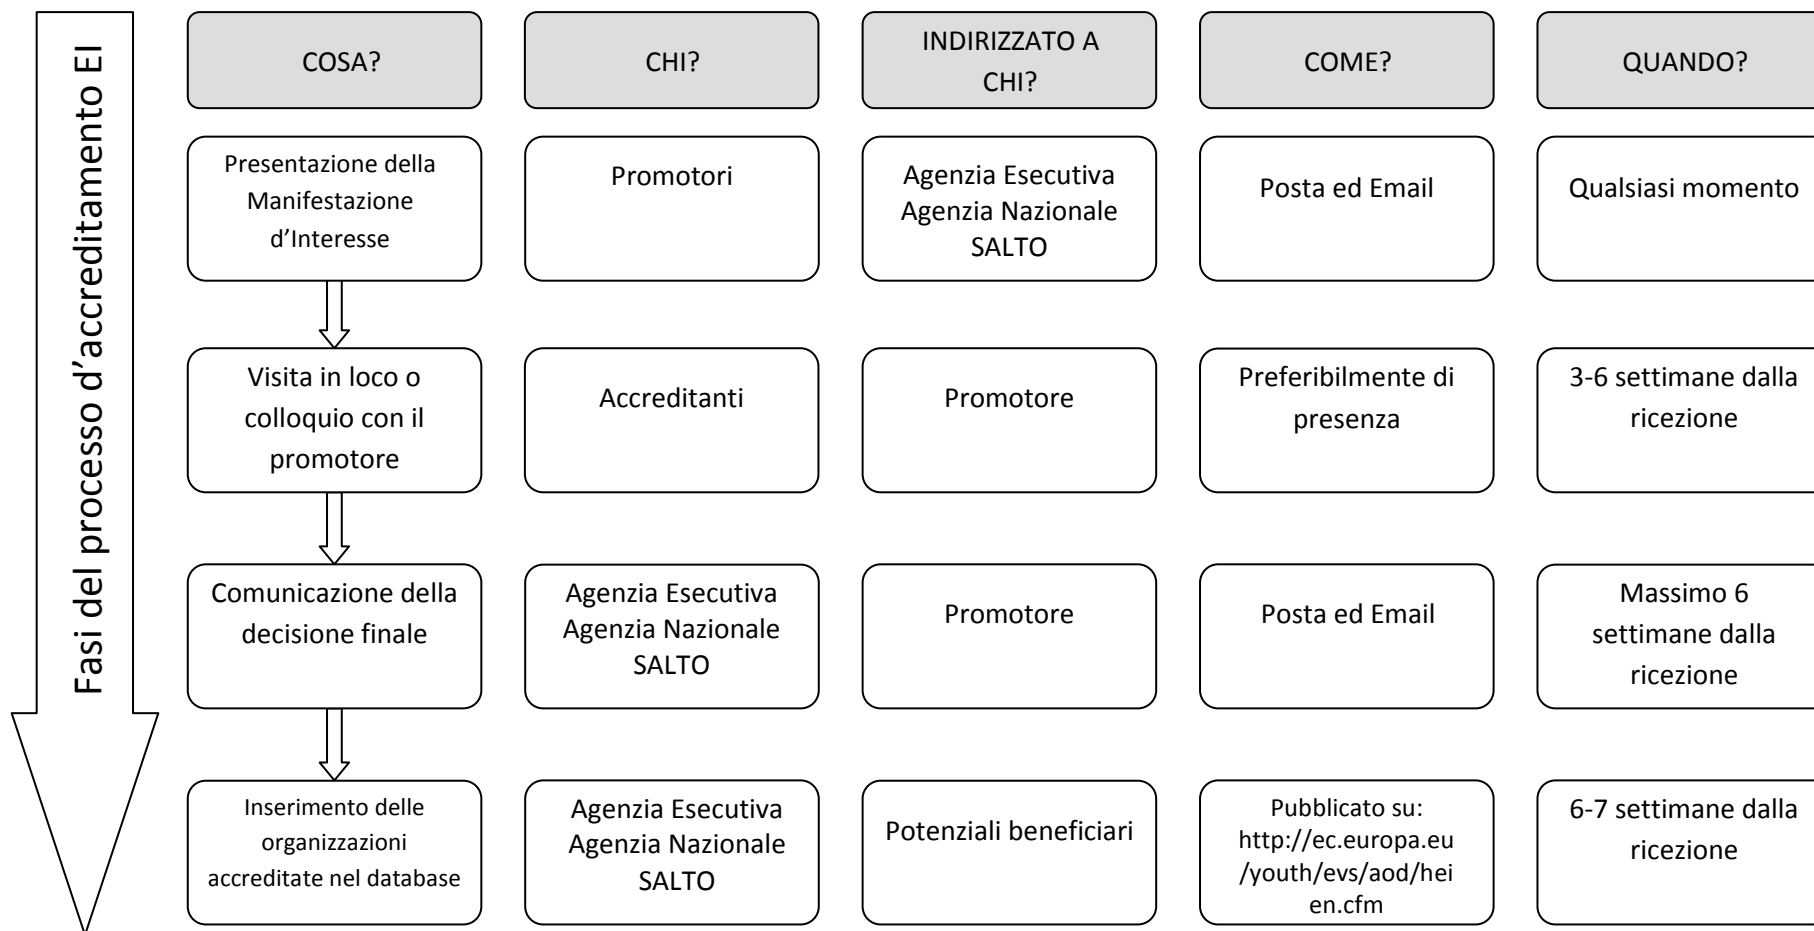 Fasi del processo d'accreditamento EI
COSA?
CHI?
INDIRIZZATO A
CHI?
COME?
QUANDO?
Presentazione della
Manifestazione
d'Interesse
Promotori
Agenzia Esecutiva
Agenzia Nazionale
SALTO
Posta ed Email
Qualsiasi momento
Visita in loco o
colloquio con il
promotore
Accreditanti
Promotore
Preferibilmente di
presenza
3-6 settimane dalla
ricezione
Comunicazione della
decisione finale
Agenzia Esecutiva
Agenzia Nazionale
SALTO
Promotore
Posta ed Email
Massimo 6
settimane dalla
ricezione
Inserimento delle
organizzazioni
accreditate nel database
Agenzia Esecutiva
Agenzia Nazionale
SALTO
Potenziali beneficiari
Pubblicato su:
http://ec.europa.eu
/youth/evs/aod/hei
en.cfm
6-7 settimane dalla
ricezione